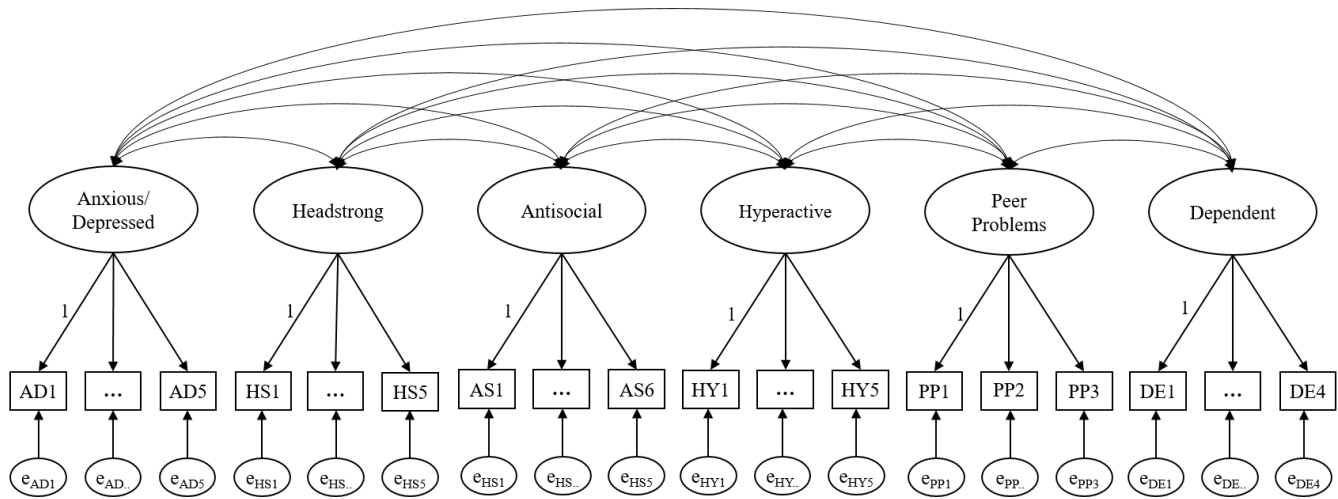 Anxious/
Depressed
Headstrong
Antisocial
Hyperactive
Peer
Problems
Dependent
1 1 1 1 1 1
AD1 ... AD5 HS1 ... HS5 AS1 ... AS6 HY1 ... HY5 PP1 PP2 PP3 DE1 ... DE4
eAD1 eAD.. eAD5 eHS1 eHS.. eHS5 eHS1 eHS.. eHS5 eHY1 eHY.. eHY5 ePP1 ePP.. ePP3 eDE1 eDE.. eDE4